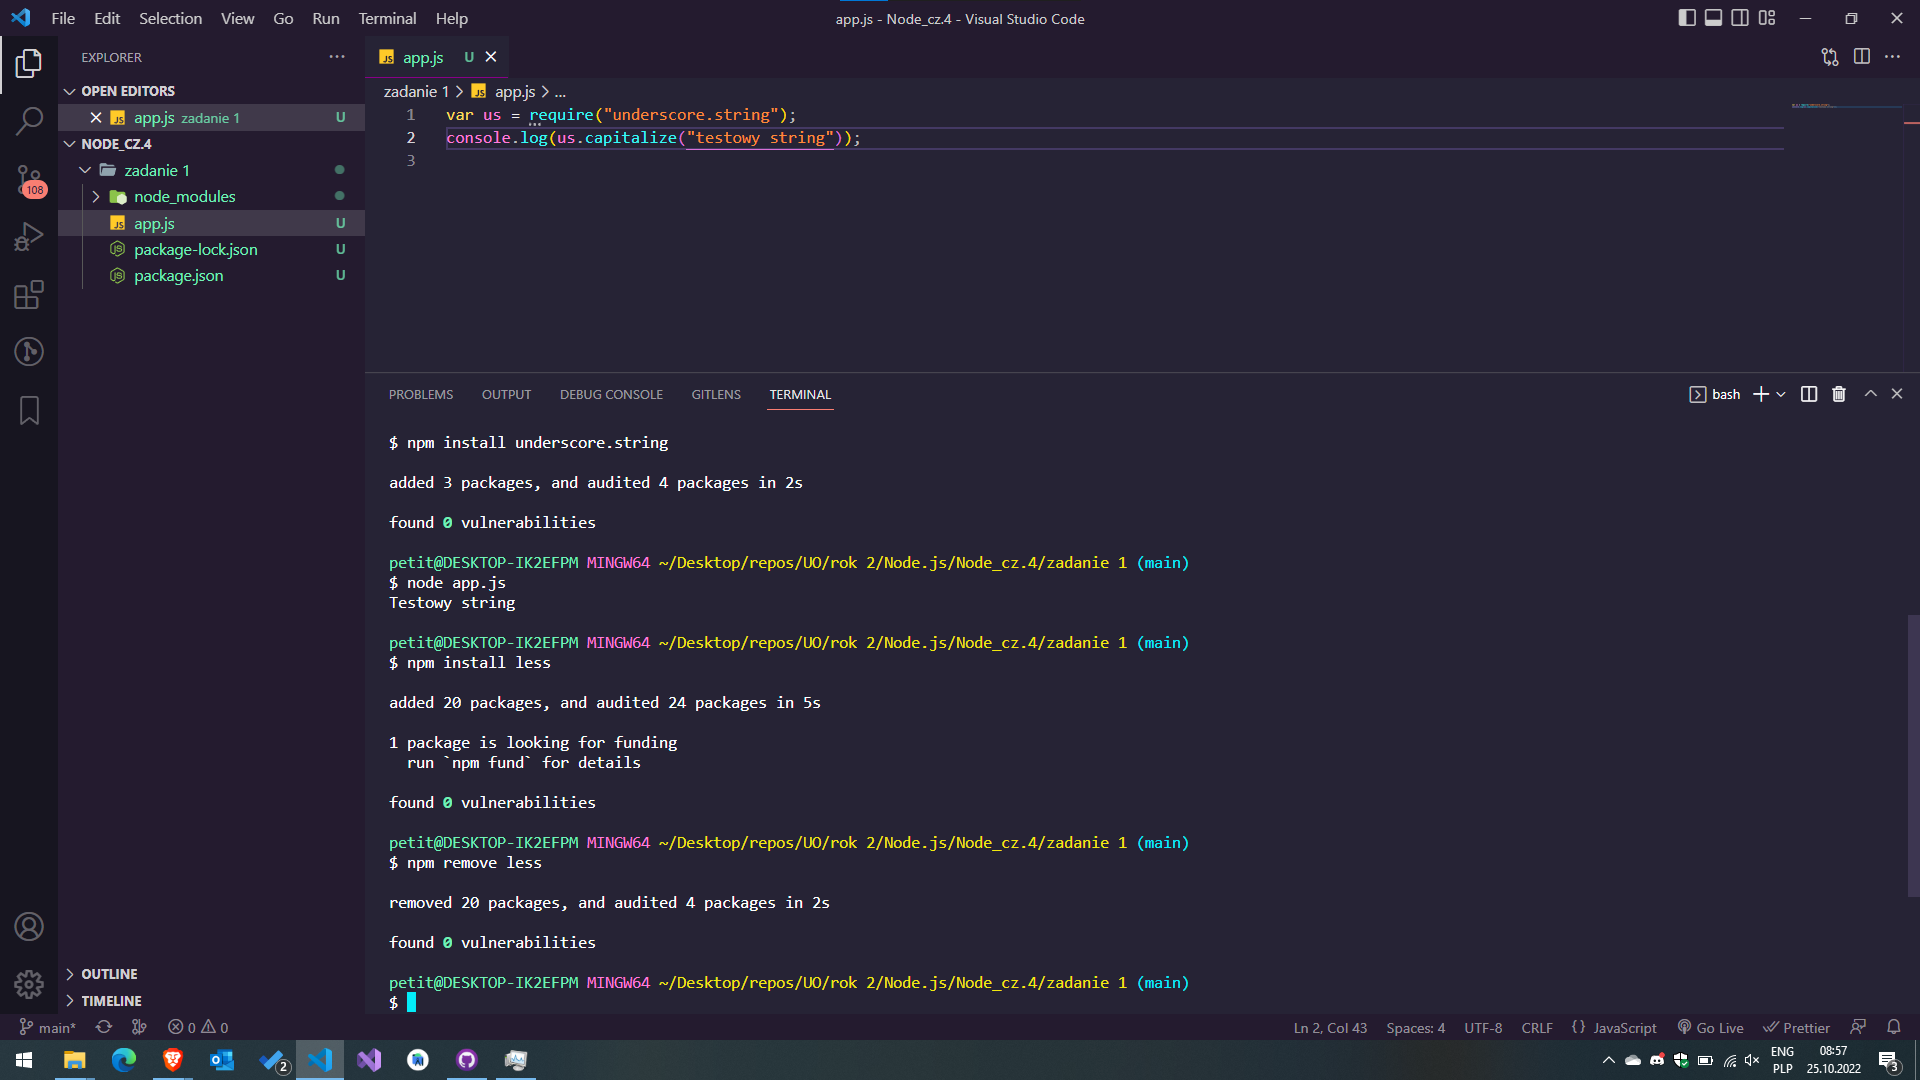 File Edit Selection View Go Run Terminal Help
app.js - Node_cz.4 - Visual Studio Code
EXPLORER
OPEN EDITORS
app.js zadanie 1 U
NODE_CZ.4
zadanie 1
node_modules
app.js U
package-lock.json U
package.json U
OUTLINE
TIMELINE
108
JS app.js U
zadanie 1 > JS app.js > ...
1 var us = require("underscore.string");
2 console.log(us.capitalize("testowy string"));
3
PROBLEMS OUTPUT DEBUG CONSOLE GITLENS TERMINAL
bash
$ npm install underscore.string
added 3 packages, and audited 4 packages in 2s
found 0 vulnerabilities
petit@DESKTOP-IK2EFPM MINGW64 ~/Desktop/repos/UO/rok 2/Node.js/Node_cz.4/zadanie 1 (main)
$ node app.js
Testowy string
petit@DESKTOP-IK2EFPM MINGW64 ~/Desktop/repos/UO/rok 2/Node.js/Node_cz.4/zadanie 1 (main)
$ npm install less
added 20 packages, and audited 24 packages in 5s
1 package is looking for funding
run `npm fund` for details
found 0 vulnerabilities
petit@DESKTOP-IK2EFPM MINGW64 ~/Desktop/repos/UO/rok 2/Node.js/Node_cz.4/zadanie 1 (main)
$ npm remove less
removed 20 packages, and audited 4 packages in 2s
found 0 vulnerabilities
petit@DESKTOP-IK2EFPM MINGW64 ~/Desktop/repos/UO/rok 2/Node.js/Node_cz.4/zadanie 1 (main)
$
main* 0 0
Ln 2, Col 43 Spaces: 4 UTF-8 CRLF {} JavaScript Go Live Prettier
2
ENG
PLP
08:57
25.10.2022
3